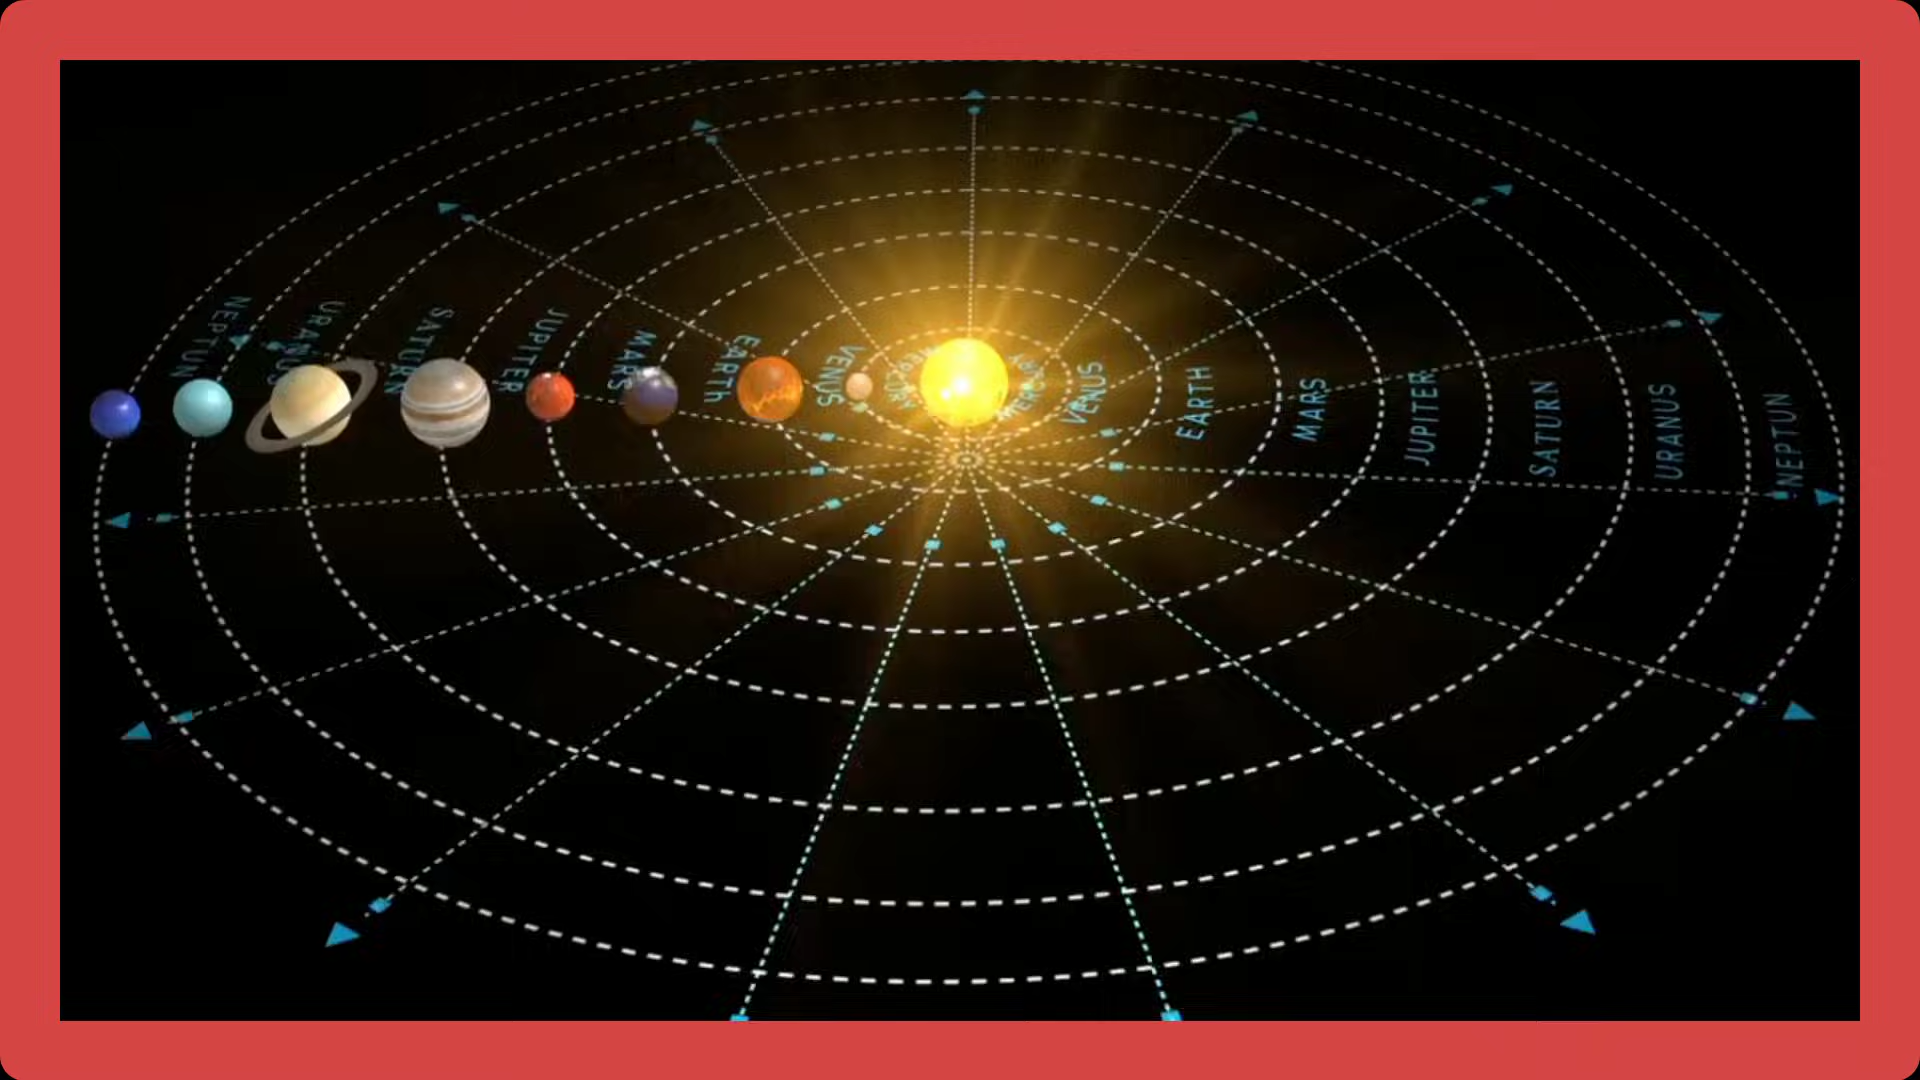 NEPTUN
URANUS
SATURN
JUPITER
MARS
EARTH
VENUS
VENUS
EARTH
MARS
JUPITER
SATURN
URANUS
NEPTUN